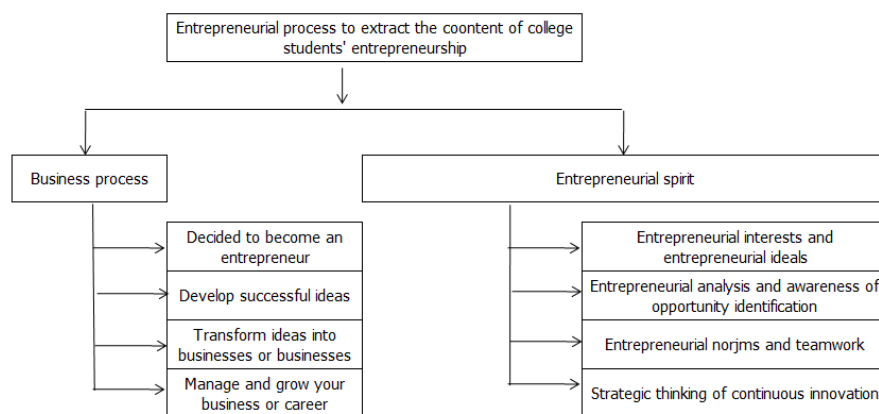 Entrepreneurial process to extract the coontent of college
students' entrepreneurship
Business process
Entrepreneurial spirit
Decided to become an
entrepreneur
Develop successful ideas
Transform ideas into
businesses or businesses
Manage and grow your
business or career
Entrepreneurial interests and
entrepreneurial ideals
Entrepreneurial analysis and awareness of
opportunity identification
Entrepreneurial norjms and teamwork
Strategic thinking of continuous innovation